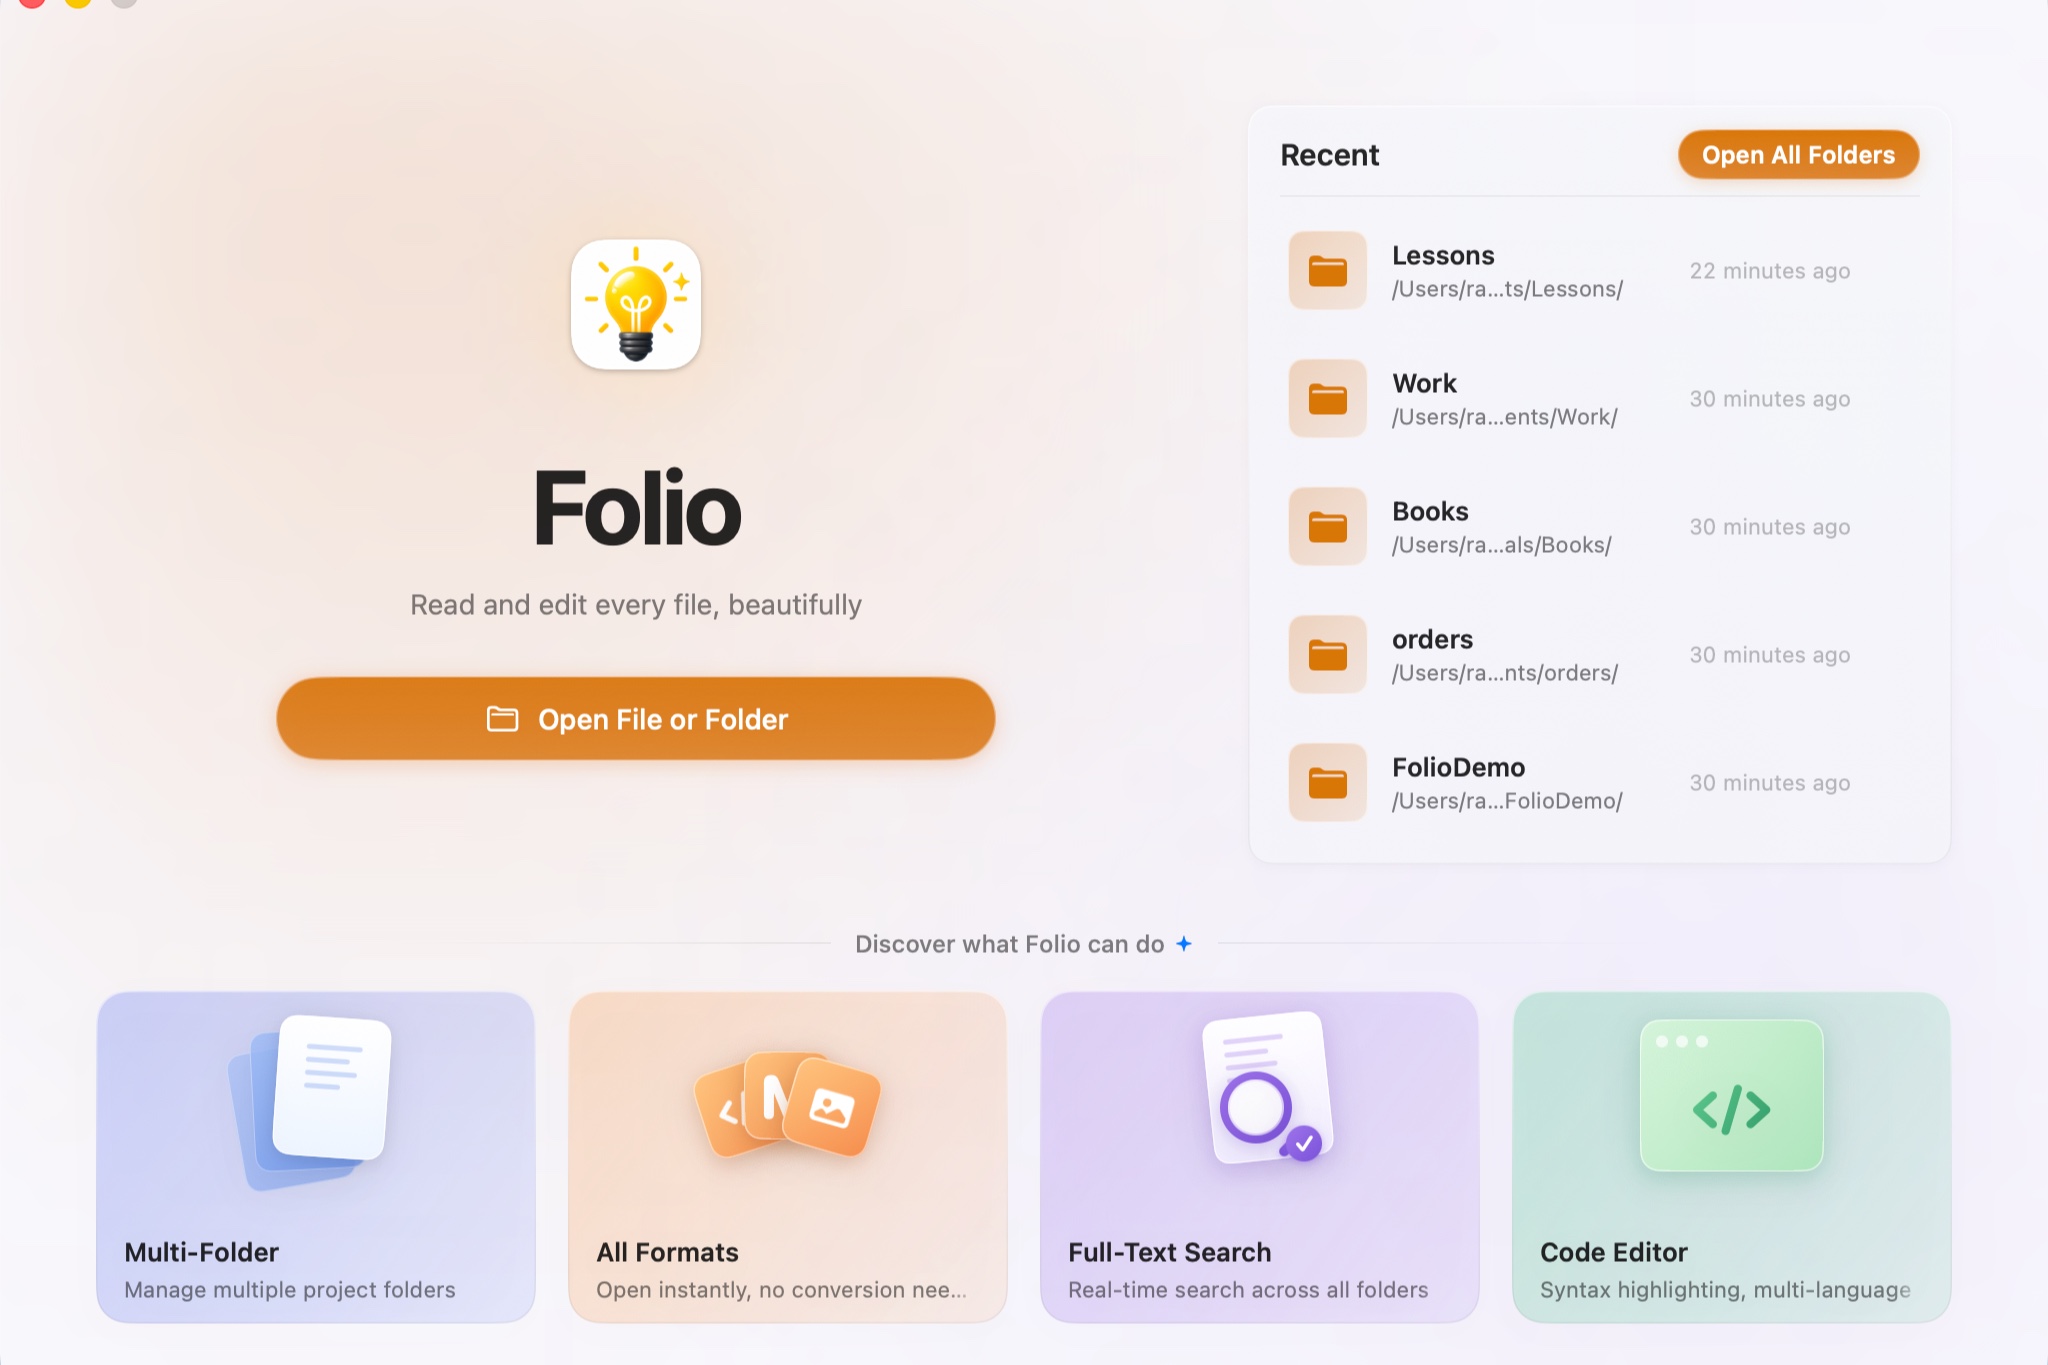 Folio
Read and edit every file, beautifully
Open File or Folder
Recent
Open All Folders
Lessons
/Users/ra...ts/Lessons/
22 minutes ago
Work
/Users/ra...ents/Work/
30 minutes ago
Books
/Users/ra...als/Books/
30 minutes ago
orders
/Users/ra...nts/orders/
30 minutes ago
FolioDemo
/Users/ra...FolioDemo/
30 minutes ago
Discover what Folio can do
Multi-Folder
Manage multiple project folders
All Formats
Open instantly, no conversion nee...
Full-Text Search
Real-time search across all folders
</>
Code Editor
Syntax highlighting, multi-language